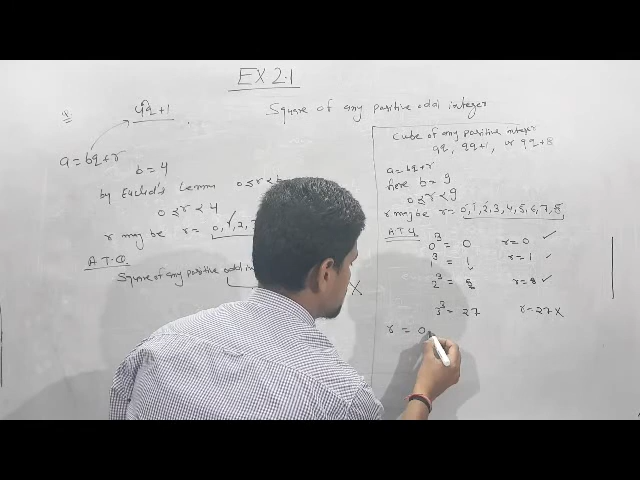 EX 2.1
4q+1
Square of any positive odd integer
a = bq+r
b = 4
by Euclid's Lemma 0 ≤ r < b
0 ≤ r < 4
r may be r = 0, 1, 2,
A.T.Q.
Square of any positive odd in
X
Cube of any positive integer
9q, 9q+1, or 9q+8
a = bq+r
here b = 9
0 ≤ r < 9
r may be r = 0,1,2,3,4,5,6,7,8
A.T.Q.
0³ = 0 r=0 ✓
1³ = 1 r=1 ✓
2³ = 8 r=8 ✓
3³ = 27 r=27 X
r = 0